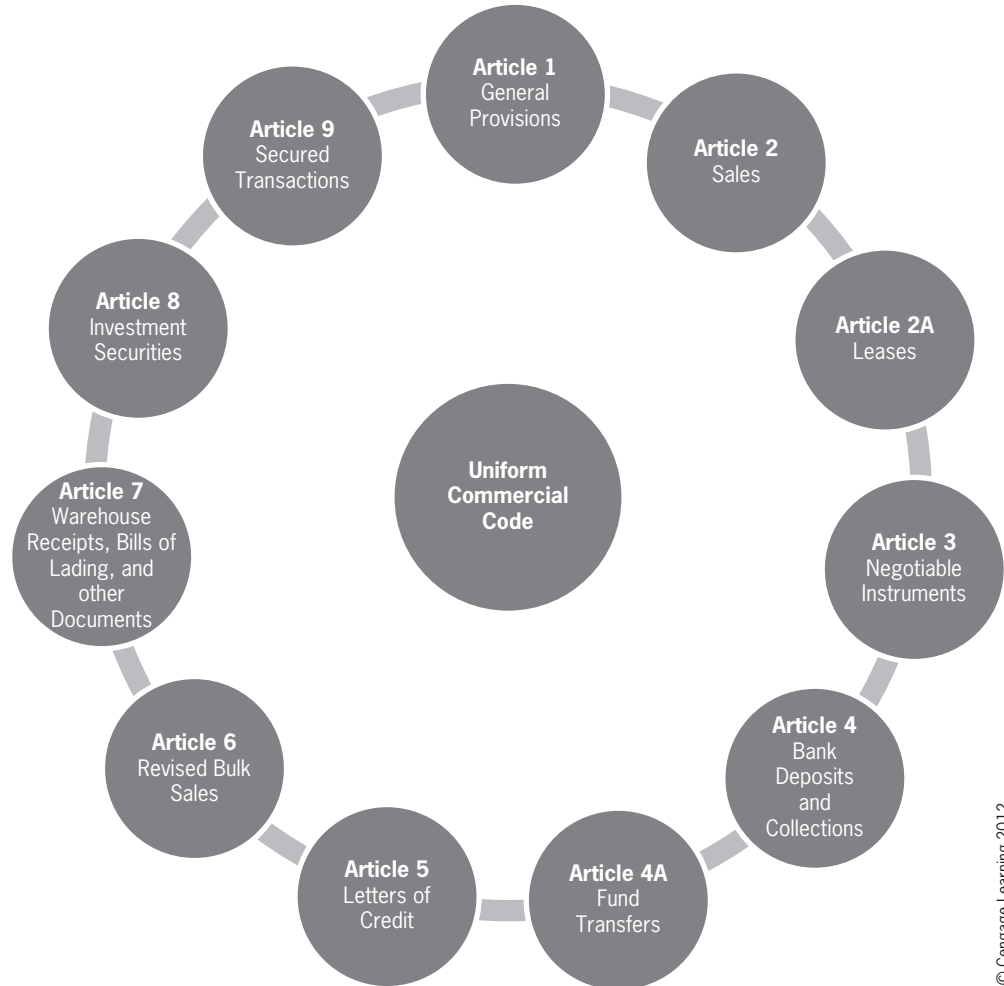 Article 1
General
Provisions
Article 2
Sales
Article 2A
Leases
Article 3
Negotiable
Instruments
Article 4
Bank
Deposits
and
Collections
Article 4A
Fund
Transfers
Article 5
Letters of
Credit
Article 6
Revised Bulk
Sales
Article 7
Warehouse
Receipts, Bills of
Lading, and
other
Documents
Article 8
Investment
Securities
Article 9
Secured
Transactions
Uniform
Commercial
Code
© Cengage Learning 2012